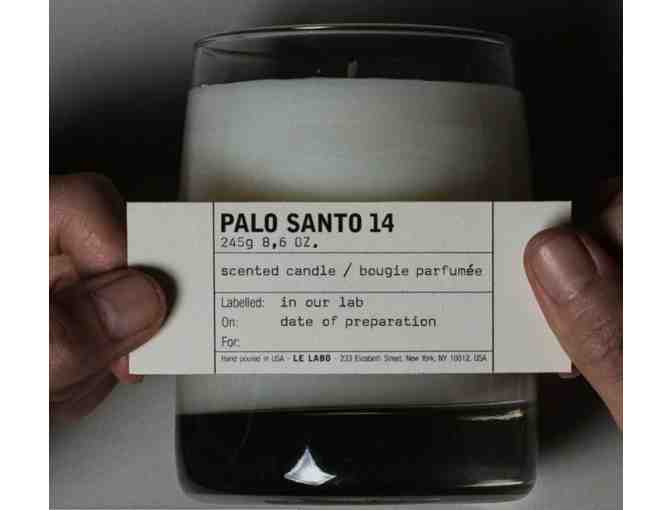 PALO SANTO 14
245g 8,6 OZ.
scented candle / bougie parfumée
Labelled: in our lab
On: date of preparation
For:
Hand poured in USA - LE LABO - 233 Elizabeth Street, New York, NY 10012, USA